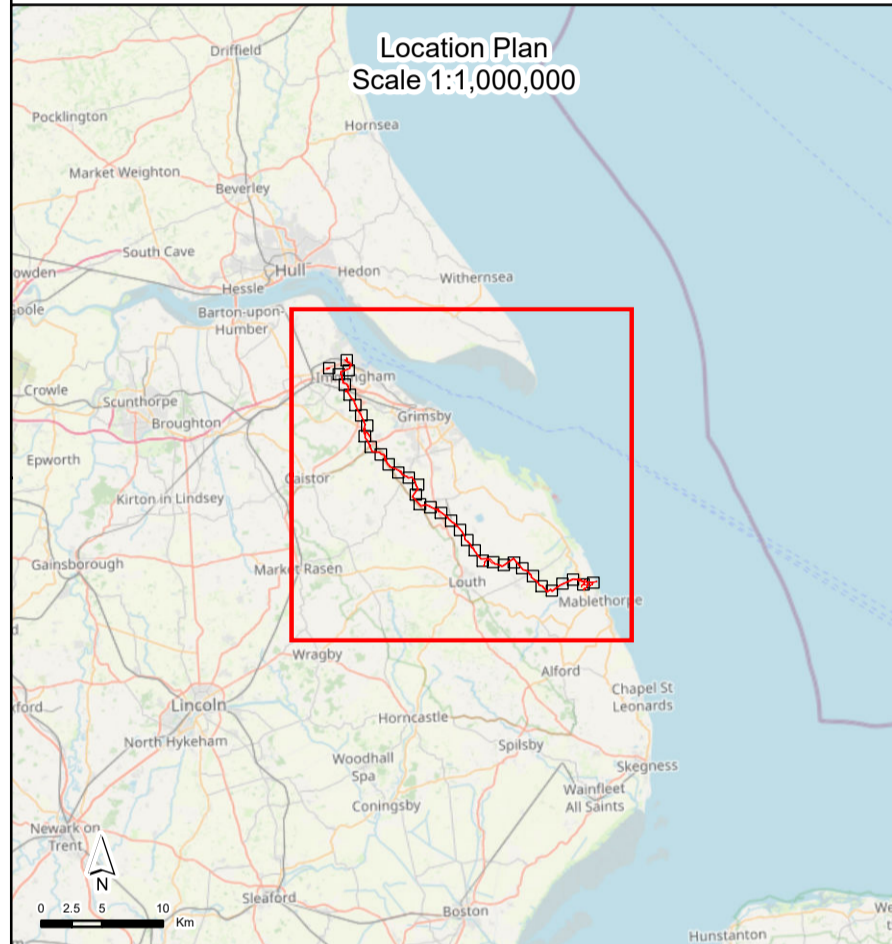 Location Plan
Scale 1:1,000,000
Driffield
Pocklington
Hornsea
Market Weighton
Beverley
South Cave
Hull
Hedon
Withernsea
owden
Hessle
Goole
Barton-upon-
Humber
Immingham
Crowle
Scunthorpe
Broughton
Grimsby
Epworth
Caistor
Kirton in Lindsey
Gainsborough
Market Rasen
Louth
Mablethorpe
Wragby
Alford
Chapel St
Leonards
xford
Lincoln
Horncastle
North Hykeham
Spilsby
Woodhall
Spa
Skegness
Wainfleet
All Saints
Coningsby
Newark on
Trent
N
Sleaford
Boston
0 2.5 5 10
Km
We
Hunstanton